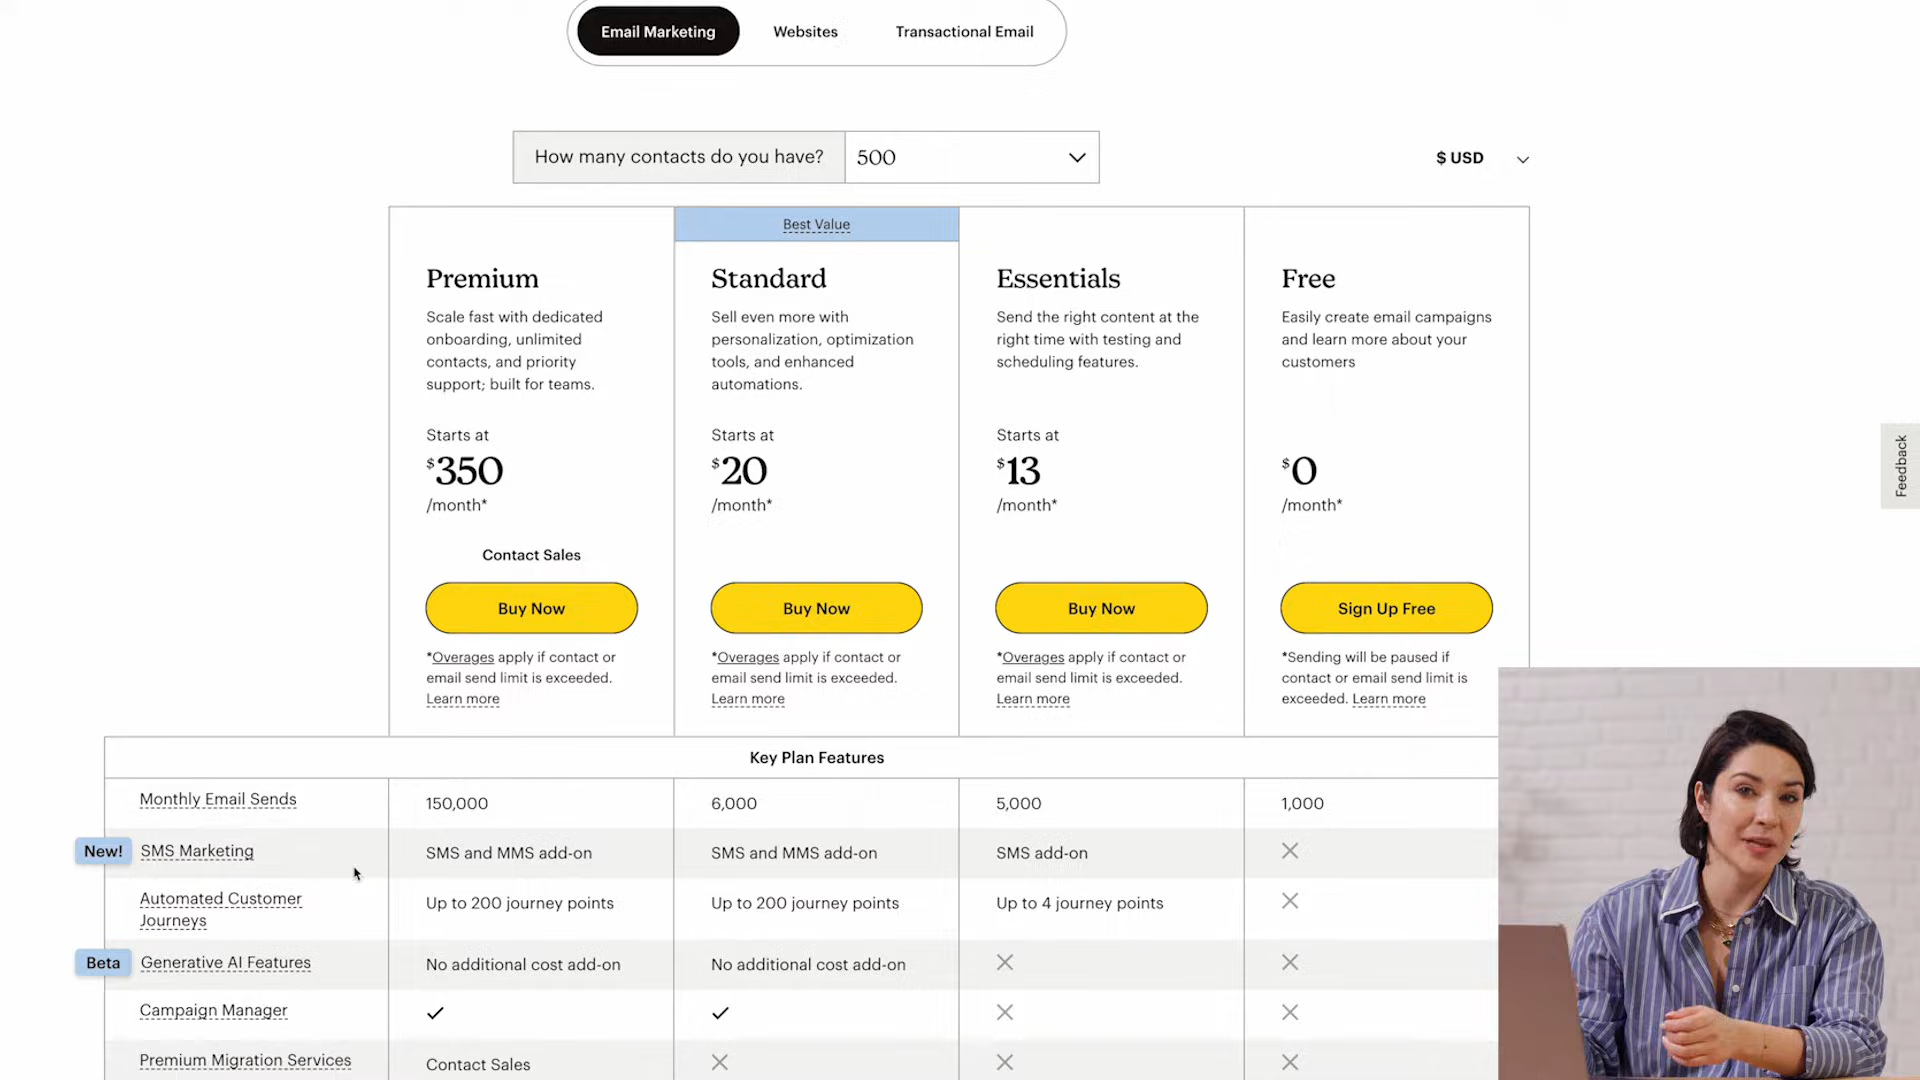 Email Marketing
Websites
Transactional Email
How many contacts do you have?
500
$ USD
Best Value
Premium
Scale fast with dedicated
onboarding, unlimited
contacts, and priority
support; built for teams.
Starts at
$350
/month*
Contact Sales
Buy Now
*Overages apply if contact or
email send limit is exceeded.
Learn more
Standard
Sell even more with
personalization, optimization
tools, and enhanced
automations.
Starts at
$20
/month*
Buy Now
*Overages apply if contact or
email send limit is exceeded.
Learn more
Essentials
Send the right content at the
right time with testing and
scheduling features.
Starts at
$13
/month*
Buy Now
*Overages apply if contact or
email send limit is exceeded.
Learn more
Free
Easily create email campaigns
and learn more about your
customers
$0
/month*
Sign Up Free
*Sending will be paused if
contact or email send limit is
exceeded. Learn more
Feedback
Key Plan Features
Monthly Email Sends
150,000
6,000
5,000
1,000
New!
SMS Marketing
SMS and MMS add-on
SMS and MMS add-on
SMS add-on
Automated Customer
Journeys
Up to 200 journey points
Up to 200 journey points
Up to 4 journey points
Beta
Generative AI Features
No additional cost add-on
No additional cost add-on
Campaign Manager
Premium Migration Services
Contact Sales